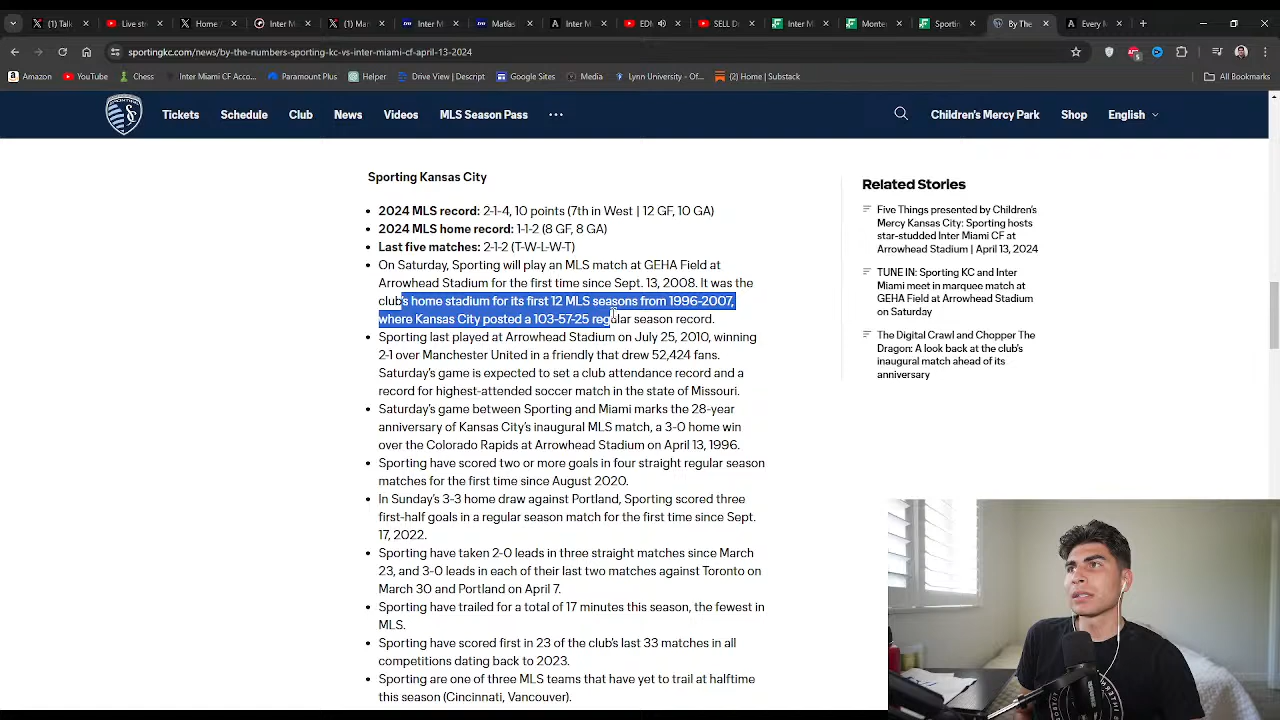 (1) Talk
Live st
Home
Inter M
Mar
Inter M
Matías
Inter M
EDI
SELL D
Inter M
Monte
Sportin
By The
Every M
sportingkc.com/news/by-the-numbers-sporting-kc-vs-inter-miami-cf-april-13-2024
Amazon
YouTube
Chess
Inter Miami CF Acco...
Paramount Plus
Helper
Drive View | Descript
Google Sites
Media
Lynn University – Of...
(2) Home | Substack
All Bookmarks
Tickets
Schedule
Club
News
Videos
MLS Season Pass
Children's Mercy Park
Shop
English
Sporting Kansas City
2024 MLS record: 2-1-4, 10 points (7th in West | 12 GF, 10 GA)
2024 MLS home record: 1-1-2 (8 GF, 8 GA)
Last five matches: 2-1-2 (T-W-L-W-T)
On Saturday, Sporting will play an MLS match at GEHA Field at
Arrowhead Stadium for the first time since Sept. 13, 2008. It was the
club's home stadium for its first 12 MLS seasons from 1996-2007,
where Kansas City posted a 103-57-25 regular season record.
Sporting last played at Arrowhead Stadium on July 25, 2010, winning
2-1 over Manchester United in a friendly that drew 52,424 fans.
Saturday's game is expected to set a club attendance record and a
record for highest-attended soccer match in the state of Missouri.
Saturday's game between Sporting and Miami marks the 28-year
anniversary of Kansas City's inaugural MLS match, a 3-0 home win
over the Colorado Rapids at Arrowhead Stadium on April 13, 1996.
Sporting have scored two or more goals in four straight regular season
matches for the first time since August 2020.
In Sunday's 3-3 home draw against Portland, Sporting scored three
first-half goals in a regular season match for the first time since Sept.
17, 2022.
Sporting have taken 2-0 leads in three straight matches since March
23, and 3-0 leads in each of their last two matches against Toronto on
March 30 and Portland on April 7.
Sporting have trailed for a total of 17 minutes this season, the fewest in
MLS.
Sporting have scored first in 23 of the club's last 33 matches in all
competitions dating back to 2023.
Sporting are one of three MLS teams that have yet to trail at halftime
this season (Cincinnati, Vancouver).
Related Stories
Five Things presented by Children's
Mercy Kansas City: Sporting hosts
star-studded Inter Miami CF at
Arrowhead Stadium | April 13, 2024
TUNE IN: Sporting KC and Inter
Miami meet in marquee match at
GEHA Field at Arrowhead Stadium
on Saturday
The Digital Crawl and Chopper The
Dragon: A look back at the club's
inaugural match ahead of its
anniversary